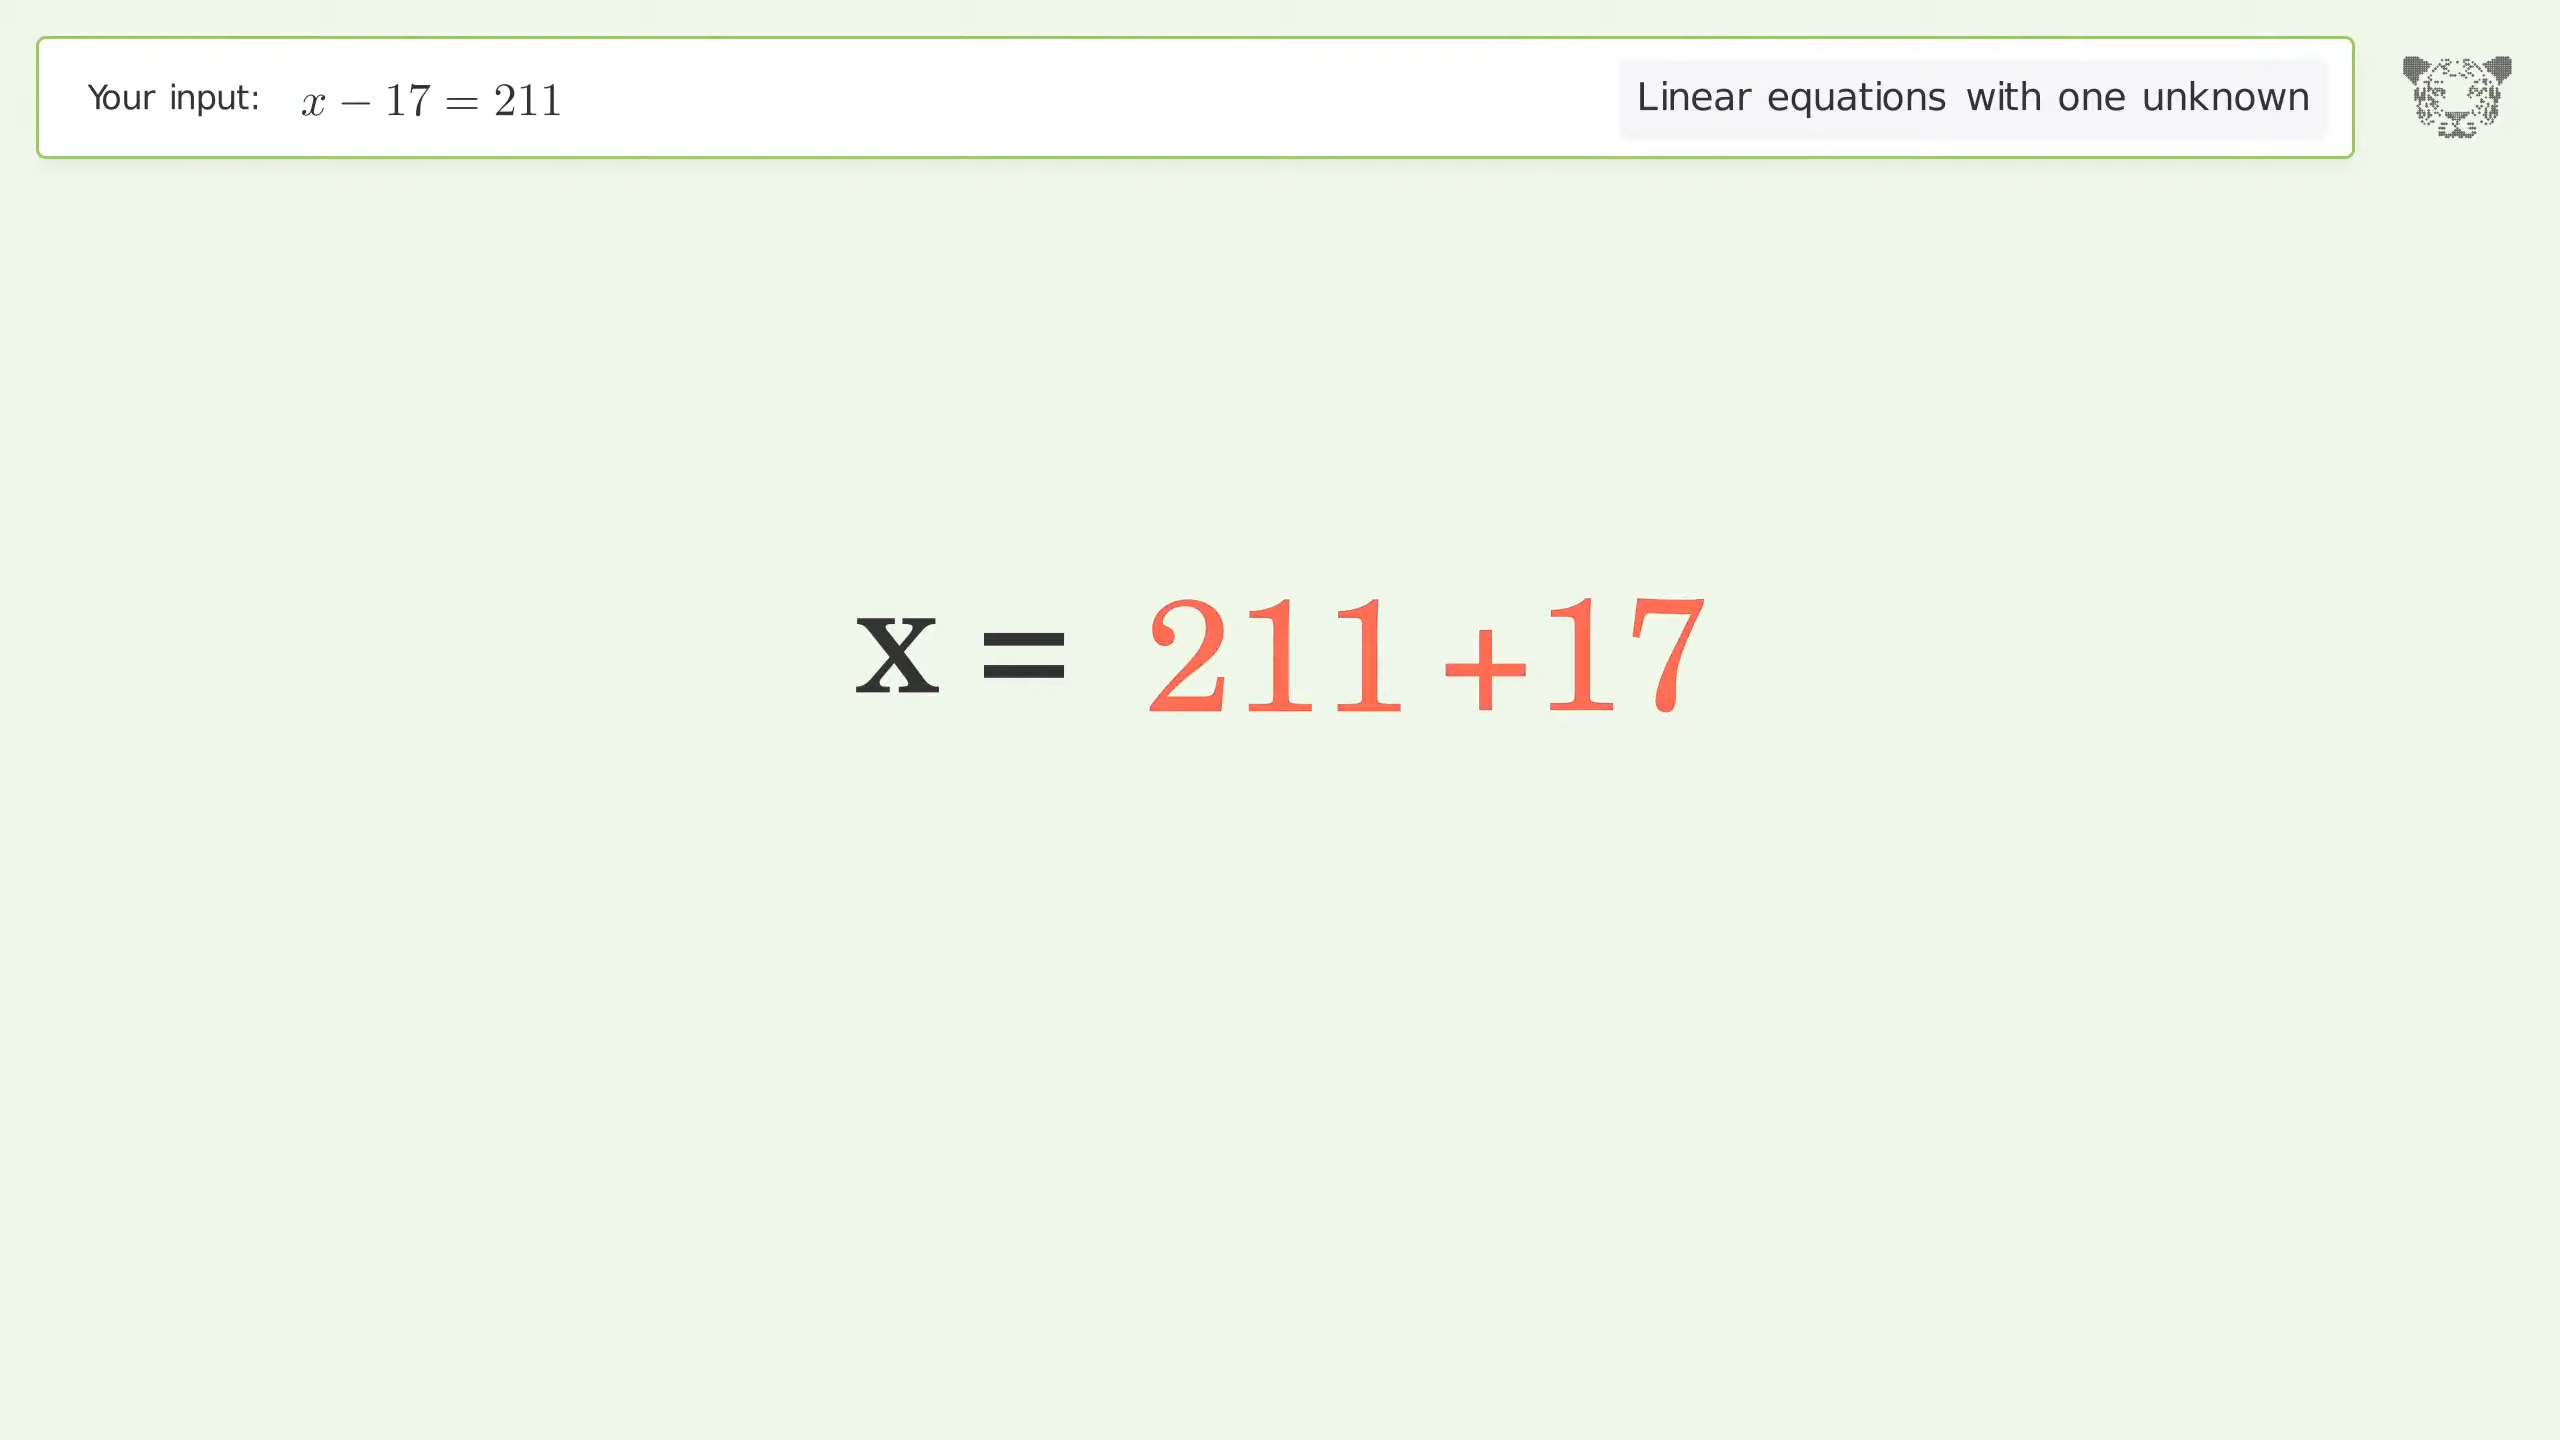 Your input: x − 17 = 211 Linear equations with one unknown
x = 211+17